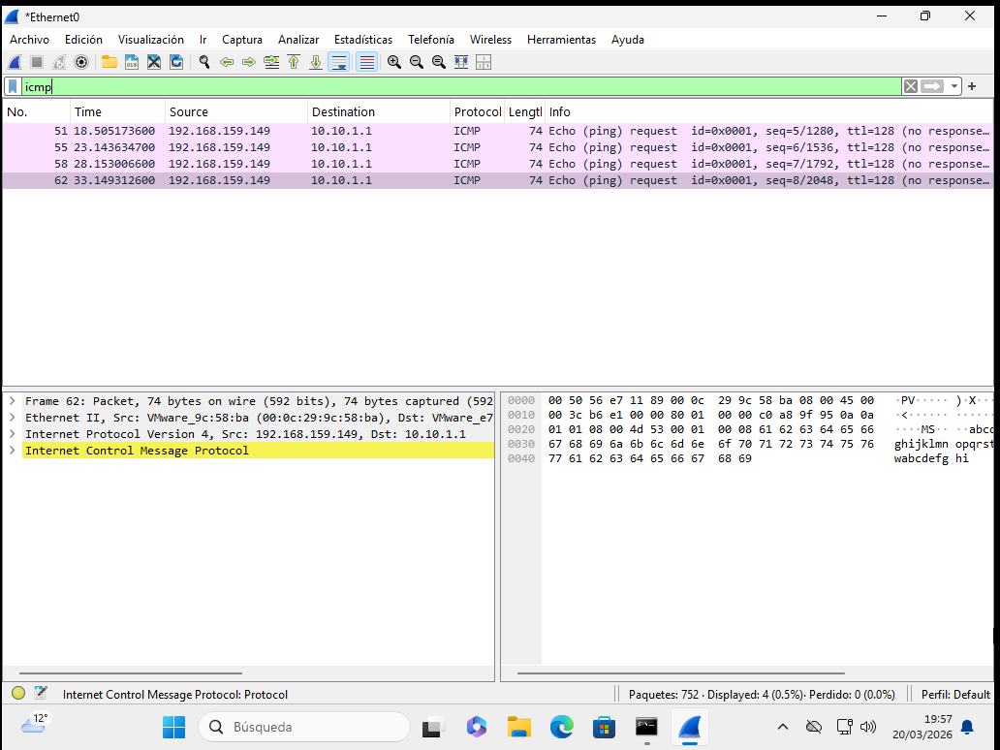 *Ethernet0
Archivo Edición Visualización Ir Captura Analizar Estadísticas Telefonía Wireless Herramientas Ayuda
icmp
No. Time Source Destination Protocol Lengtl Info
51 18.505173600 192.168.159.149 10.10.1.1 ICMP 74 Echo (ping) request id=0x0001, seq=5/1280, ttl=128 (no response…
55 23.143634700 192.168.159.149 10.10.1.1 ICMP 74 Echo (ping) request id=0x0001, seq=6/1536, ttl=128 (no response…
58 28.153006600 192.168.159.149 10.10.1.1 ICMP 74 Echo (ping) request id=0x0001, seq=7/1792, ttl=128 (no response…
62 33.149312600 192.168.159.149 10.10.1.1 ICMP 74 Echo (ping) request id=0x0001, seq=8/2048, ttl=128 (no response…
Frame 62: Packet, 74 bytes on wire (592 bits), 74 bytes captured (592
Ethernet II, Src: VMware_9c:58:ba (00:0c:29:9c:58:ba), Dst: VMware_e7
Internet Protocol Version 4, Src: 192.168.159.149, Dst: 10.10.1.1
Internet Control Message Protocol
0000 00 50 56 e7 11 89 00 0c 29 9c 58 ba 08 00 45 00 ·PV····· )·X···
0010 00 3c b6 e1 00 00 80 01 00 00 c0 a8 9f 95 0a 0a ·<······ ······
0020 01 01 08 00 4d 53 00 01 00 08 61 62 63 64 65 66 ····MS·· ··abcd
0030 67 68 69 6a 6b 6c 6d 6e 6f 70 71 72 73 74 75 76 ghijklmn opqrst
0040 77 61 62 63 64 65 66 67 68 69 wabcdefg hi
Internet Control Message Protocol: Protocol
Paquetes: 752 · Displayed: 4 (0.5%)· Perdido: 0 (0.0%)
Perfil: Default
12°
Búsqueda
19:57
20/03/2026